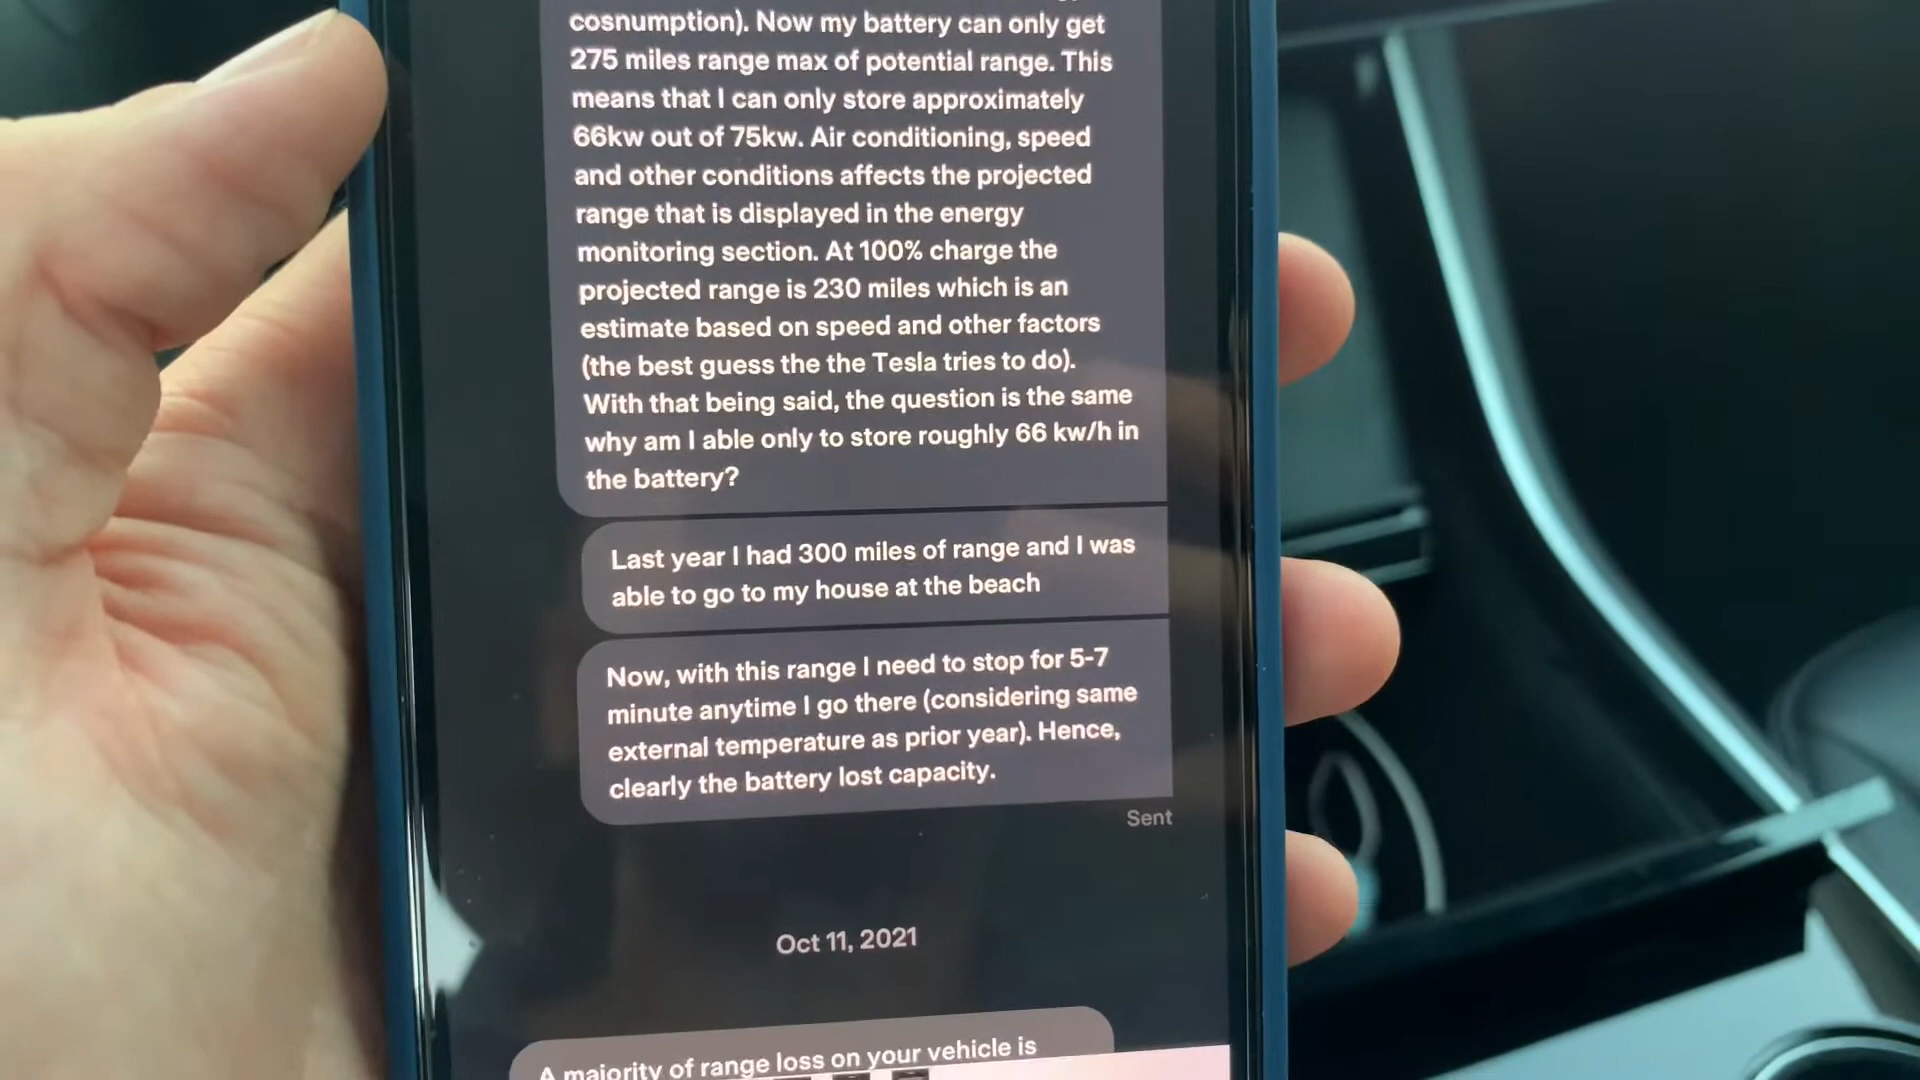 cosnumption). Now my battery can only get
275 miles range max of potential range. This
means that I can only store approximately
66kw out of 75kw. Air conditioning, speed
and other conditions affects the projected
range that is displayed in the energy
monitoring section. At 100% charge the
projected range is 230 miles which is an
estimate based on speed and other factors
(the best guess the the Tesla tries to do).
With that being said, the question is the same
why am I able only to store roughly 66 kw/h in
the battery?
Last year I had 300 miles of range and I was
able to go to my house at the beach
Now, with this range I need to stop for 5-7
minute anytime I go there (considering same
external temperature as prior year). Hence,
clearly the battery lost capacity.
Sent
Oct 11, 2021
A majority of range loss on your vehicle is